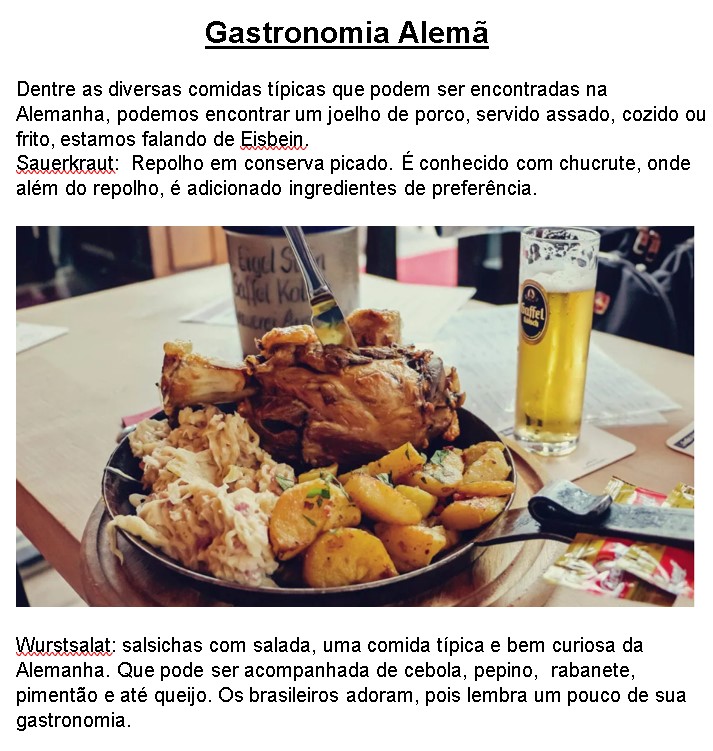 Gastronomia Alemã
Dentre as diversas comidas típicas que podem ser encontradas na
Alemanha, podemos encontrar um joelho de porco, servido assado, cozido ou
frito, estamos falando de Eisbein.
Sauerkraut:  Repolho em conserva picado. É conhecido com chucrute, onde
além do repolho, é adicionado ingredientes de preferência.
Gaffel
Kölsch
Wurstsalat: salsichas com salada, uma comida típica e bem curiosa da
Alemanha. Que pode ser acompanhada de cebola, pepino,  rabanete,
pimentão e até queijo. Os brasileiros adoram, pois lembra um pouco de sua
gastronomia.